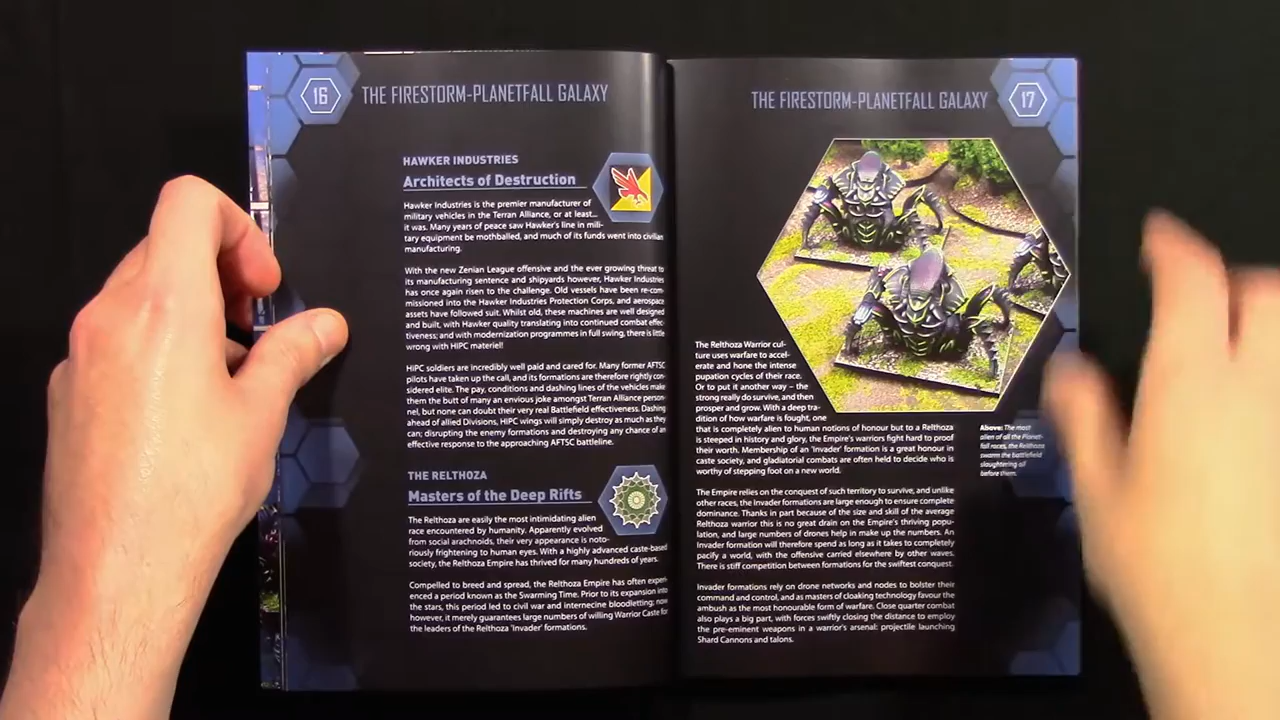 16
THE FIRESTORM-PLANETFALL GALAXY
HAWKER INDUSTRIES
Architects of Destruction
Hawker Industries is the premier manufacturer of
military vehicles in the Terran Alliance, or at least...
it was. Many years of peace saw Hawker's line in mili-
tary equipment be mothballed, and much of its funds went into civilian
manufacturing.
With the new Zenian League offensive and the ever growing threat to
its manufacturing sentence and shipyards however, Hawker Industries
has once again risen to the challenge. Old vessels have been re-com-
missioned into the Hawker Industries Protection Corps, and aerospace
assets have followed suit. Whilst old, these machines are well designed
and built, with Hawker quality translating into continued combat effec-
tiveness; and with modernization programmes in full swing, there is little
wrong with HIPC materiel!
HiPC soldiers are incredibly well paid and cared for. Many former AFTSC
pilots have taken up the call, and its formations are therefore rightly con-
sidered elite. The pay, conditions and dashing lines of the vehicles make
them the butt of many an envious joke amongst Terran Alliance person-
nel, but none can doubt their very real Battlefield effectiveness. Dashing
ahead of allied Divisions, HiPC wings will simply destroy as much as they
can; disrupting the enemy formations and destroying any chance of an
effective response to the approaching AFTSC battleline.
THE RELTHOZA
Masters of the Deep Rifts
The Relthoza are easily the most intimidating alien
race encountered by humanity. Apparently evolved
from social arachnoids, their very appearance is noto-
riously frightening to human eyes. With a highly advanced caste-based
society, the Relthoza Empire has thrived for many hundreds of years.
Compelled to breed and spread, the Relthoza Empire has often experi-
enced a period known as the Swarming Time. Prior to its expansion into
the stars, this period led to civil war and internecine bloodletting; now
however, it merely guarantees large numbers of willing Warrior Caste for
the leaders of the Relthoza 'Invader' formations.
THE FIRESTORM-PLANETFALL GALAXY
17
The Relthoza Warrior cul-
ture uses warfare to accel-
erate and hone the intense
pupation cycles of their race.
Or to put it another way – the
strong really do survive, and then
prosper and grow. With a deep tra-
dition of how warfare is fought, one
that is completely alien to human notions of honour but to a Relthoza
is steeped in history and glory, the Empire's warriors fight hard to proof
their worth. Membership of an 'Invader' formation is a great honour in
caste society, and gladiatorial combats are often held to decide who is
worthy of stepping foot on a new world.
Above: The most
alien of all the Planet-
fall races, the Relthoza
swarm the battlefield
slaughtering all
before them.
The Empire relies on the conquest of such territory to survive, and unlike
other races, the Invader formations are large enough to ensure complete
dominance. Thanks in part because of the size and skill of the average
Relthoza warrior this is no great drain on the Empire's thriving popu-
lation, and large numbers of drones help in make up the numbers. An
Invader formation will therefore spend as long as it takes to completely
pacify a world, with the offensive carried elsewhere by other waves.
There is stiff competition between formations for the swiftest conquest.
Invader formations rely on drone networks and nodes to bolster their
command and control, and as masters of cloaking technology favour the
ambush as the most honourable form of warfare. Close quarter combat
also plays a big part, with forces swiftly closing the distance to employ
the pre-eminent weapons in a warrior's arsenal: projectile launching
Shard Cannons and talons.